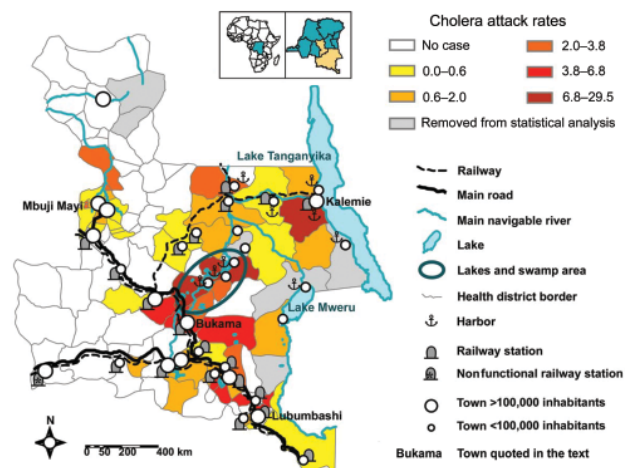 Cholera attack rates
No case
2.0–3.8
0.0–0.6
3.8–6.8
0.6–2.0
6.8–29.5
Removed from statistical analysis
Lake Tanganyika
Mbuji Mayi
Kalemie
Lake Mweru
Bukama
Lubumbashi
Railway
Main road
Main navigable river
Lake
Lakes and swamp area
Health district border
Harbor
Railway station
Nonfunctional railway station
Town >100,000 inhabitants
Town <100,000 inhabitants
Bukama Town quoted in the text
N
0 50 100 200 300 400 km